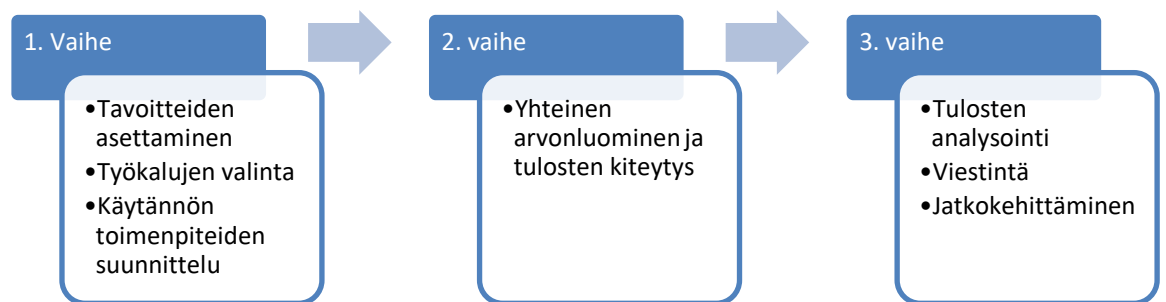 1. Vaihe
•Tavoitteiden
asettaminen
•Työkalujen valinta
•Käytännön
toimenpiteiden
suunnittelu
2. vaihe
•Yhteinen
arvonluominen ja
tulosten kiteytys
3. vaihe
•Tulosten
analysointi
•Viestintä
•Jatkokehittäminen